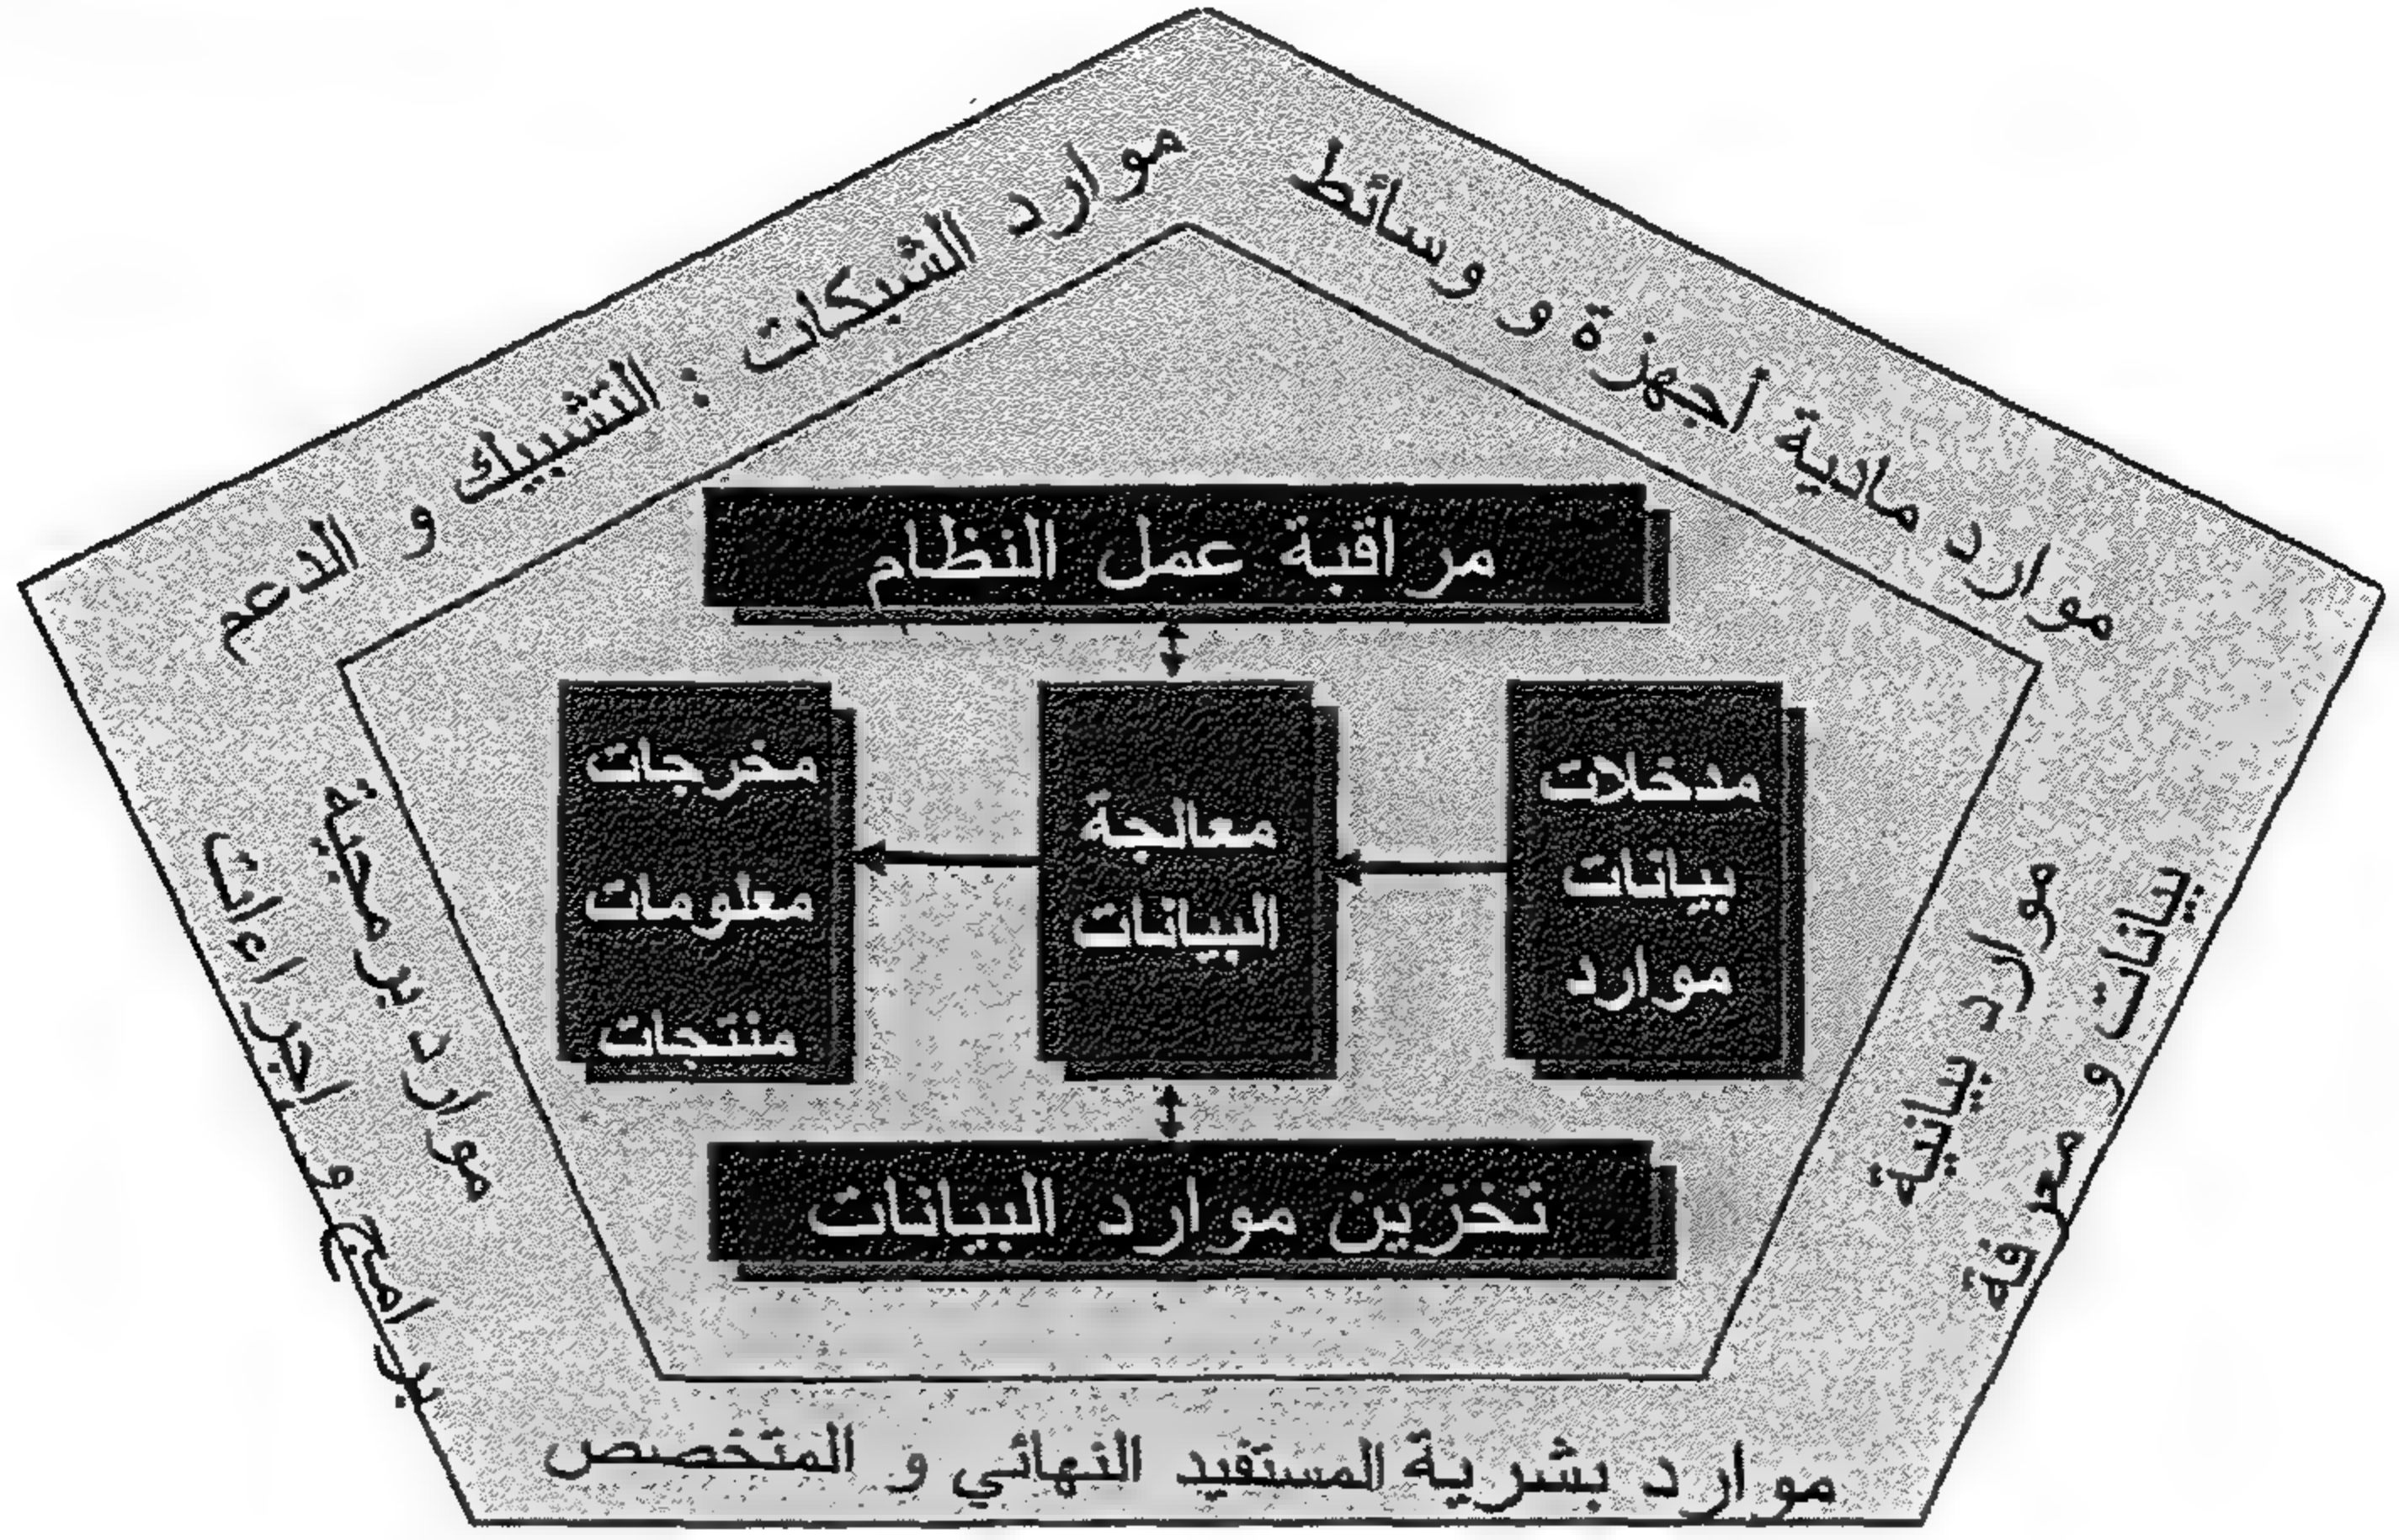 موارد الشبكات : التشبيك و الدعم
موارد مادية أجهزة و وسائط
مراقبة عمل النظام
مدخلات
بيانات
موارد
معالجة
البيانات
مخرجات
معلومات
منتجات
تخزين موارد البيانات
موارد بيانية
بيانات و معرفة
موارد برمجية
برامج و إجراءات
موارد بشرية المستفيد النهائي و المتخصص